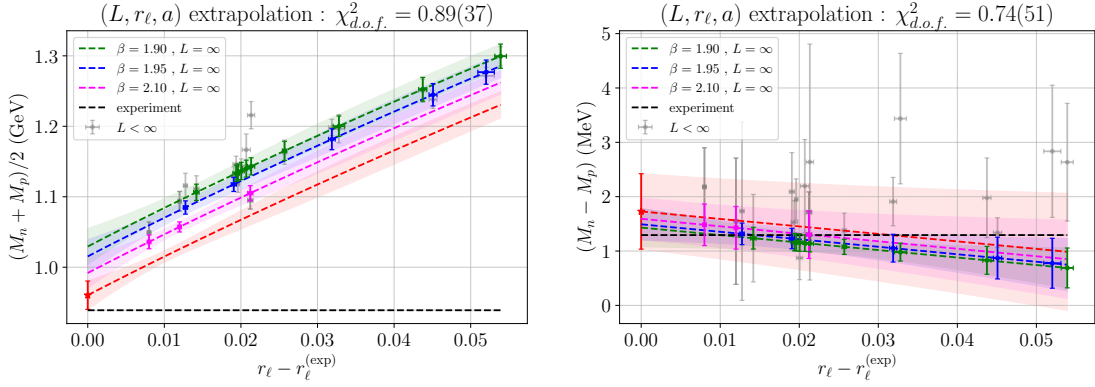 (L, rℓ, a) extrapolation : χ²d.o.f. = 0.89(37)
(Mn + Mp)/2 (GeV)
1.3
1.2
1.1
1.0
β = 1.90 , L = ∞
β = 1.95 , L = ∞
β = 2.10 , L = ∞
experiment
L < ∞
0.00 0.01 0.02 0.03 0.04 0.05
rℓ − rℓ(exp)
(L, rℓ, a) extrapolation : χ²d.o.f. = 0.74(51)
(Mn − Mp) (MeV)
5
4
3
2
1
0
β = 1.90 , L = ∞
β = 1.95 , L = ∞
β = 2.10 , L = ∞
experiment
L < ∞
0.00 0.01 0.02 0.03 0.04 0.05
rℓ − rℓ(exp)